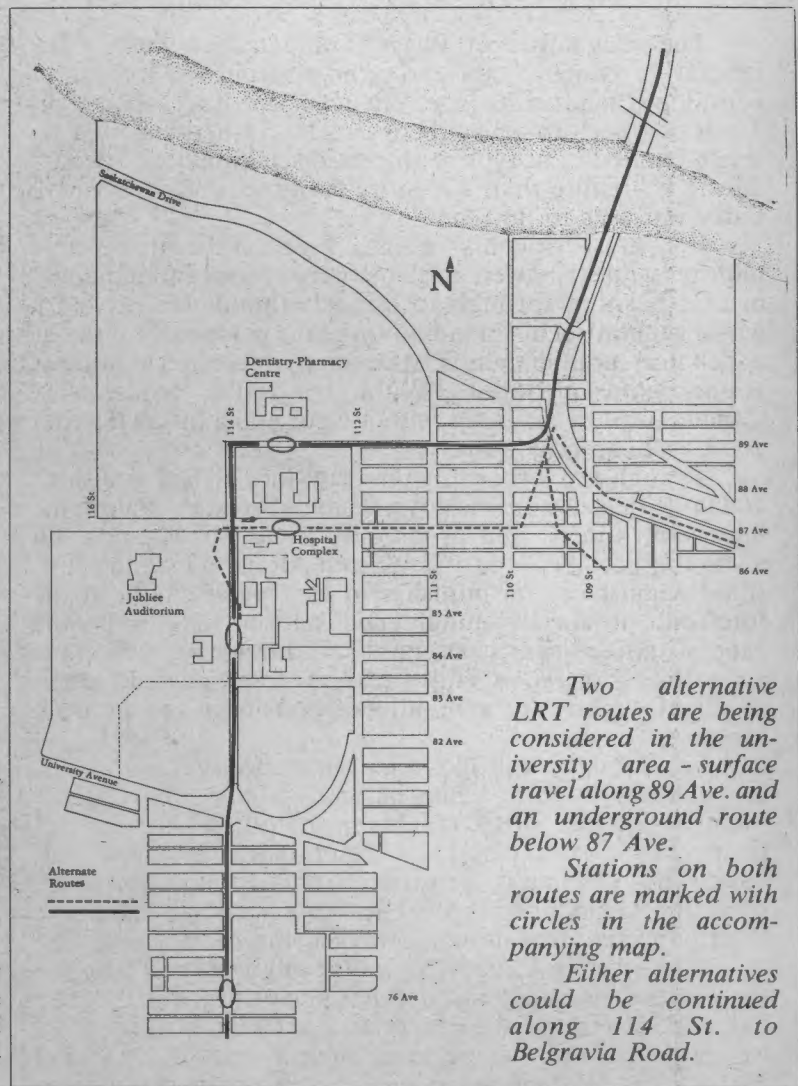 Saskatchewan Drive
N
Dentistry-Pharmacy
Centre
114 St
112 St
89 Ave
88 Ave
116 St
87 Ave
Hospital
Complex
86 Ave
111 St
110 St
109 St
Jubliee
Auditorium
85 Ave
84 Ave
83 Ave
82 Ave
University Avenue
Alternate
Routes
76 Ave
Two alternative
LRT routes are being
considered in the un-
iversity area - surface
travel along 89 Ave. and
an underground route
below 87 Ave.
Stations on both
routes are marked with
circles in the accom-
panying map.
Either alternatives
could be continued
along 114 St. to
Belgravia Road.